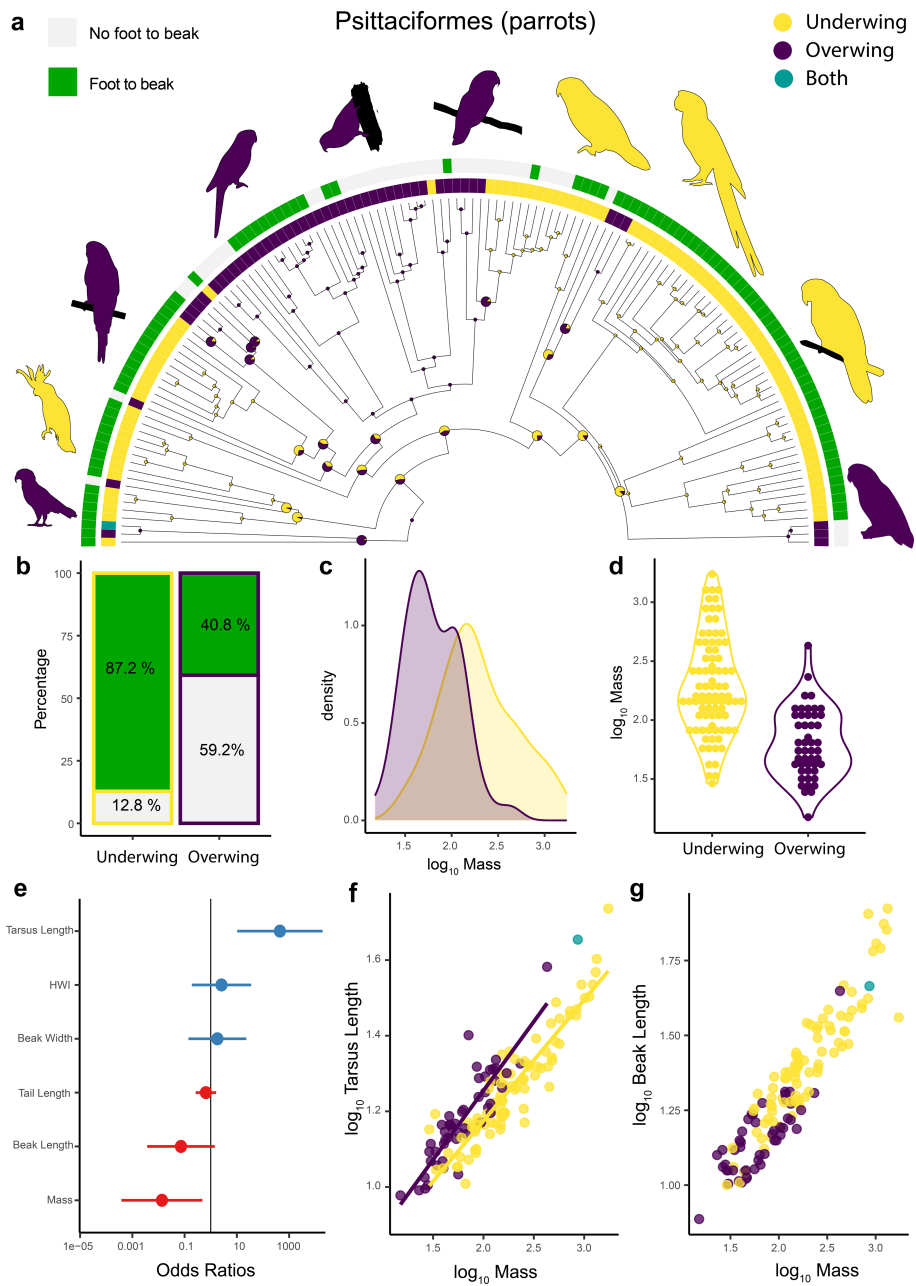 a
Psittaciformes (parrots)
No foot to beak
Foot to beak
Underwing
Overwing
Both
b
Percentage
100
75
50
25
0
87.2 %
12.8 %
40.8 %
59.2%
Underwing
Overwing
c
density
1.0
0.5
0.0
1.5
2.0
2.5
3.0
log10 Mass
d
log10 Mass
3.0
2.5
2.0
1.5
Underwing
Overwing
e
Tarsus Length
HWI
Beak Width
Tail Length
Beak Length
Mass
1e−05
0.001
0.1
10
1000
Odds Ratios
f
log10 Tarsus Length
1.6
1.4
1.2
1.0
1.5
2.0
2.5
3.0
log10 Mass
g
log10 Beak Length
1.75
1.50
1.25
1.00
1.5
2.0
2.5
3.0
log10 Mass